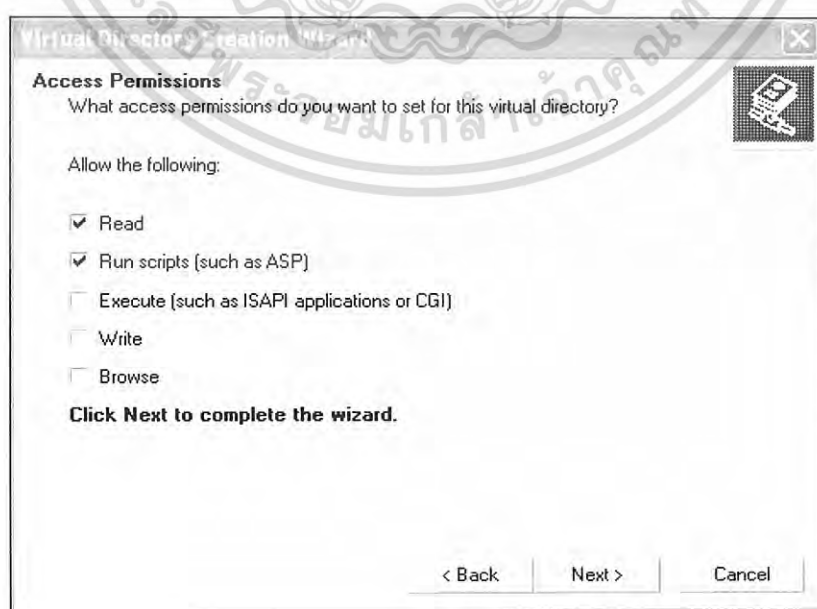 Virtual Directory Creation Wizard
Access Permissions
What access permissions do you want to set for this virtual directory?
Allow the following:
Read
Run scripts (such as ASP)
Execute (such as ISAPI applications or CGI)
Write
Browse
Click Next to complete the wizard.
< Back
Next >
Cancel